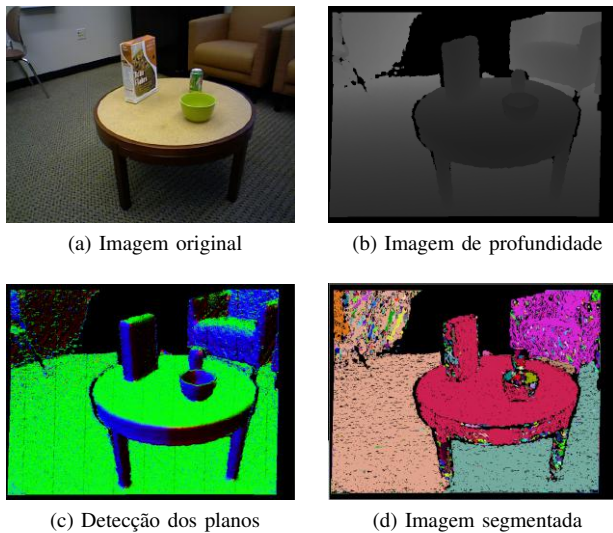 (a) Imagem original
(b) Imagem de profundidade
(c) Detecção dos planos
(d) Imagem segmentada